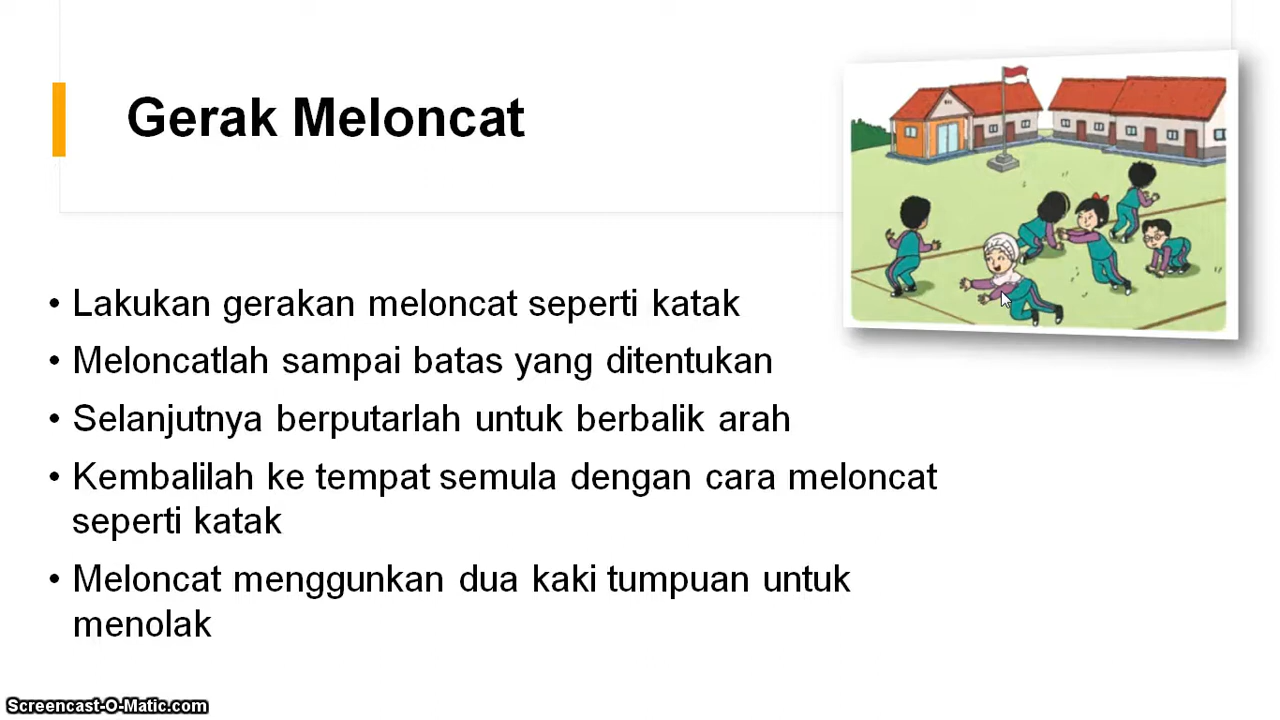 Gerak Meloncat
• Lakukan gerakan meloncat seperti katak
• Meloncatlah sampai batas yang ditentukan
• Selanjutnya berputarlah untuk berbalik arah
• Kembalilah ke tempat semula dengan cara meloncat
seperti katak
• Meloncat menggunkan dua kaki tumpuan untuk
menolak
Screencast-O-Matic.com